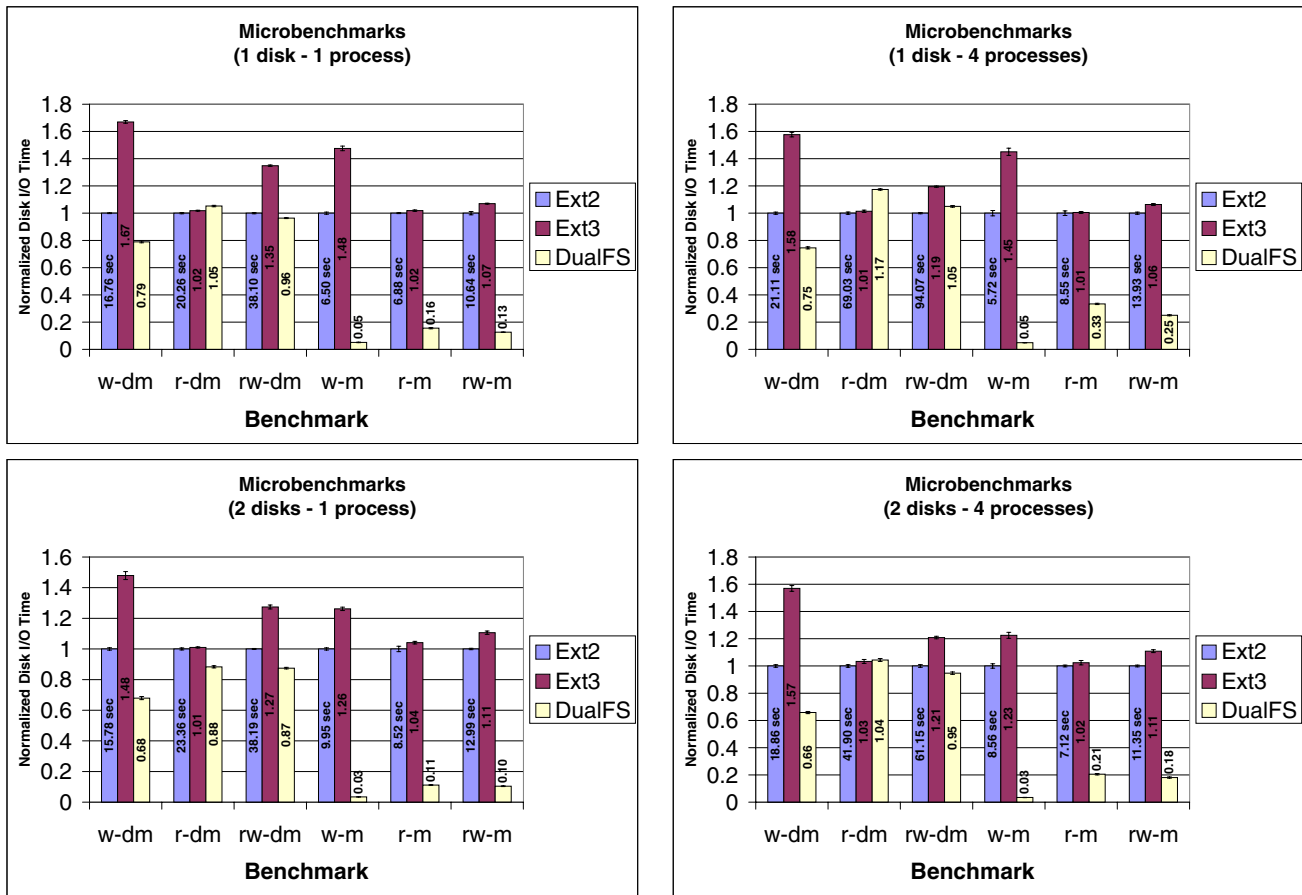 Microbenchmarks
(1 disk - 1 process)
Normalized Disk I/O Time
1.8
1.6
1.4
1.2
1
0.8
0.6
0.4
0.2
0
16.76 sec
1.67
0.79
20.26 sec
1.02
1.05
38.10 sec
1.35
0.96
6.50 sec
1.48
0.05
6.88 sec
1.02
0.16
10.64 sec
1.07
0.13
w-dm r-dm rw-dm w-m r-m rw-m
Benchmark
Ext2
Ext3
DualFS
Microbenchmarks
(1 disk - 4 processes)
Normalized Disk I/O Time
1.8
1.6
1.4
1.2
1
0.8
0.6
0.4
0.2
0
21.11 sec
1.58
0.75
69.03 sec
1.01
1.17
94.07 sec
1.19
1.05
5.72 sec
1.45
0.05
8.55 sec
1.01
0.33
13.93 sec
1.06
0.25
w-dm r-dm rw-dm w-m r-m rw-m
Benchmark
Ext2
Ext3
DualFS
Microbenchmarks
(2 disks - 1 process)
Normalized Disk I/O Time
1.6
1.4
1.2
1
0.8
0.6
0.4
0.2
0
15.78 sec
1.48
0.68
23.36 sec
1.01
0.88
38.19 sec
1.27
0.87
9.95 sec
1.26
0.03
8.52 sec
1.04
0.11
12.99 sec
1.11
0.10
w-dm r-dm rw-dm w-m r-m rw-m
Benchmark
Ext2
Ext3
DualFS
Microbenchmarks
(2 disks - 4 processes)
Normalized Disk I/O Time
1.8
1.6
1.4
1.2
1
0.8
0.6
0.4
0.2
0
18.86 sec
1.57
0.66
41.90 sec
1.03
1.04
61.15 sec
1.21
0.95
8.56 sec
1.23
0.03
7.12 sec
1.02
0.21
11.35 sec
1.11
0.18
w-dm r-dm rw-dm w-m r-m rw-m
Benchmark
Ext2
Ext3
DualFS